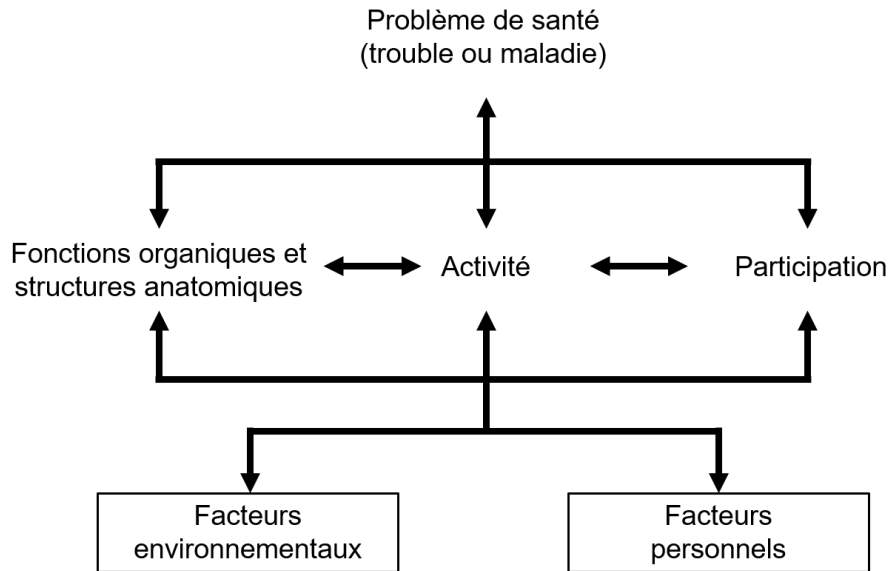 Problème de santé
(trouble ou maladie)
Fonctions organiques et
structures anatomiques
Activité
Participation
Facteurs
environnementaux
Facteurs
personnels